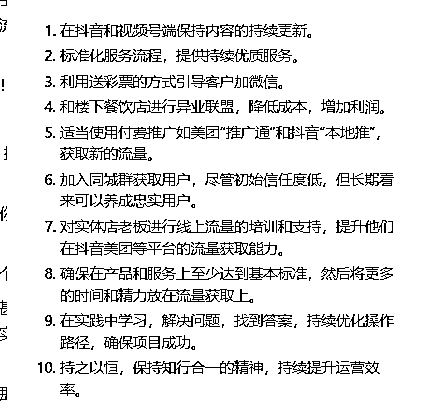 1. 在抖音和视频号端保持内容的持续更新。
2. 标准化服务流程，提供持续优质服务。
3. 利用送彩票的方式引导客户加微信。
4. 和楼下餐饮店进行异业联盟，降低成本，增加利润。
5. 适当使用付费推广如美团“推广通”和抖音“本地推”，
获取新的流量。
6. 加入同城群获取用户，尽管初始信任度低，但长期看
来可以养成忠实用户。
7. 对实体店老板进行线上流量的培训和支持，提升他们
在抖音美团等平台的流量获取能力。
8. 确保在产品和服务上至少达到基本标准，然后将更多
的时间和精力放在流量获取上。
9. 在实践中学习，解决问题，找到答案，持续优化操作
路径，确保项目成功。
10. 持之以恒，保持知行合一的精神，持续提升运营效
率。